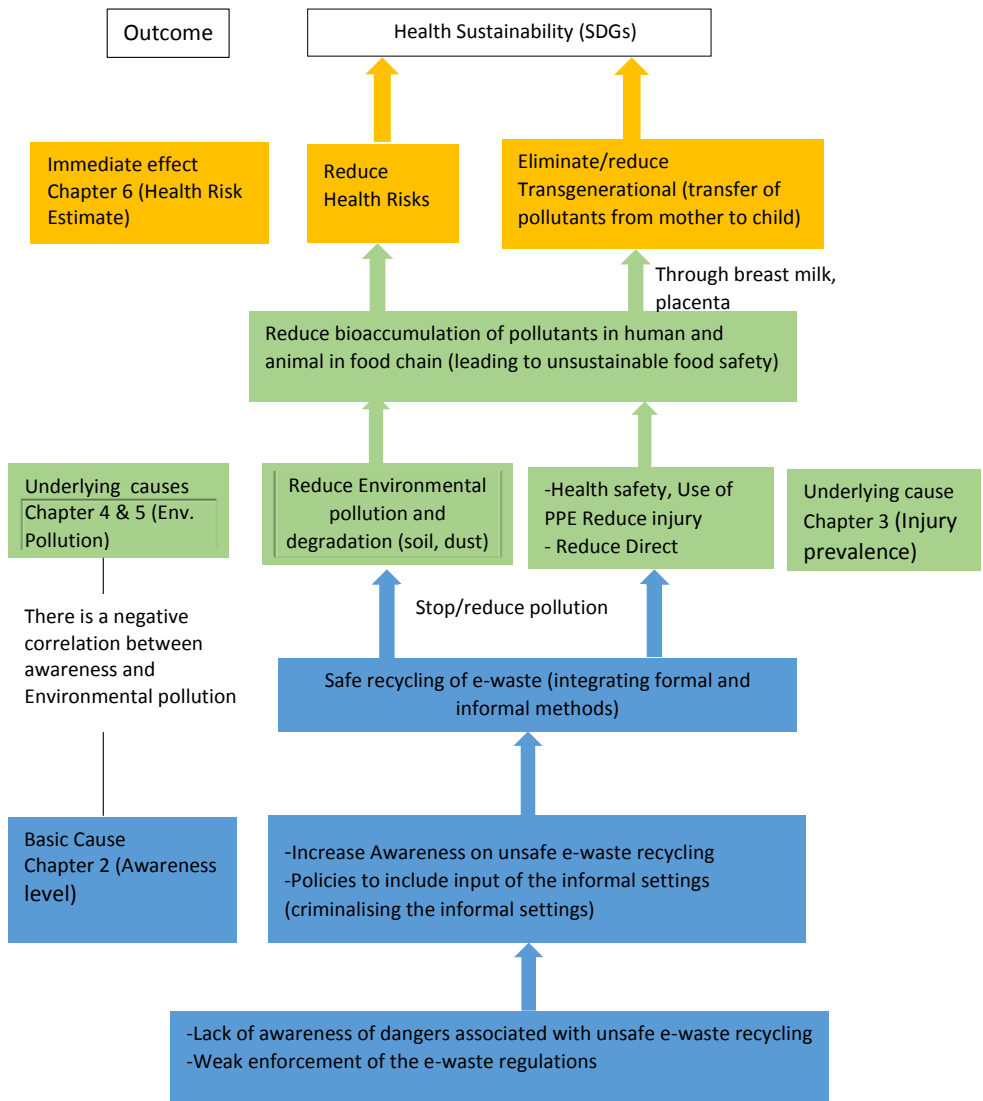 Outcome
Health Sustainability (SDGs)
Immediate effect
Chapter 6 (Health Risk
Estimate)
Reduce
Health Risks
Eliminate/reduce
Transgenerational (transfer of
pollutants from mother to child)
Through breast milk,
placenta
Reduce bioaccumulation of pollutants in human and
animal in food chain (leading to unsustainable food safety)
Underlying causes
Chapter 4 & 5 (Env.
Pollution)
Reduce Environmental
pollution and
degradation (soil, dust)
-Health safety, Use of
PPE Reduce injury
- Reduce Direct
Underlying cause
Chapter 3 (Injury
prevalence)
There is a negative
correlation between
awareness and
Environmental pollution
Stop/reduce pollution
Safe recycling of e-waste (integrating formal and
informal methods)
Basic Cause
Chapter 2 (Awareness
level)
-Increase Awareness on unsafe e-waste recycling
-Policies to include input of the informal settings
(criminalising the informal settings)
-Lack of awareness of dangers associated with unsafe e-waste recycling
-Weak enforcement of the e-waste regulations